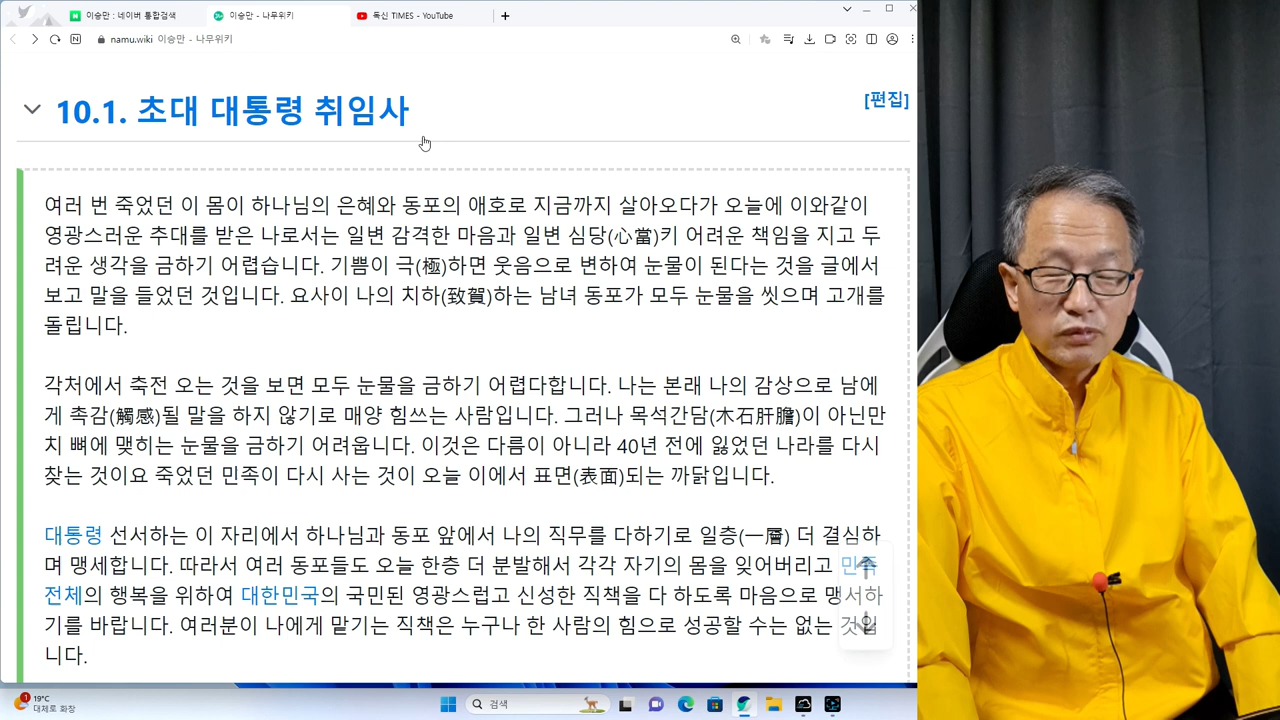 이승만 : 네이버 통합검색
이승만 - 나무위키
독신 TIMES - YouTube
namu.wiki 이승만 - 나무위키
10.1. 초대 대통령 취임사
[편집]
여러 번 죽었던 이 몸이 하나님의 은혜와 동포의 애호로 지금까지 살아오다가 오늘에 이와같이
영광스러운 추대를 받은 나로서는 일변 감격한 마음과 일변 심당(心當)키 어려운 책임을 지고 두
려운 생각을 금하기 어렵습니다. 기쁨이 극(極)하면 웃음으로 변하여 눈물이 된다는 것을 글에서
보고 말을 들었던 것입니다. 요사이 나의 치하(致賀)하는 남녀 동포가 모두 눈물을 씻으며 고개를
돌립니다.
각처에서 축전 오는 것을 보면 모두 눈물을 금하기 어렵다합니다. 나는 본래 나의 감상으로 남에
게 촉감(觸感)될 말을 하지 않기로 매양 힘쓰는 사람입니다. 그러나 목석간담(木石肝膽)이 아닌만
치 뼈에 맺히는 눈물을 금하기 어려웁니다. 이것은 다름이 아니라 40년 전에 잃었던 나라를 다시
찾는 것이요 죽었던 민족이 다시 사는 것이 오늘 이에서 표면(表面)되는 까닭입니다.
대통령 선서하는 이 자리에서 하나님과 동포 앞에서 나의 직무를 다하기로 일층(一層) 더 결심하
며 맹세합니다. 따라서 여러 동포들도 오늘 한층 더 분발해서 각각 자기의 몸을 잊어버리고 민족
전체의 행복을 위하여 대한민국의 국민된 영광스럽고 신성한 직책을 다 하도록 마음으로 맹서하
기를 바랍니다. 여러분이 나에게 맡기는 직책은 누구나 한 사람의 힘으로 성공할 수는 없는 것입
니다.
1
19°C
대체로 화창
검색